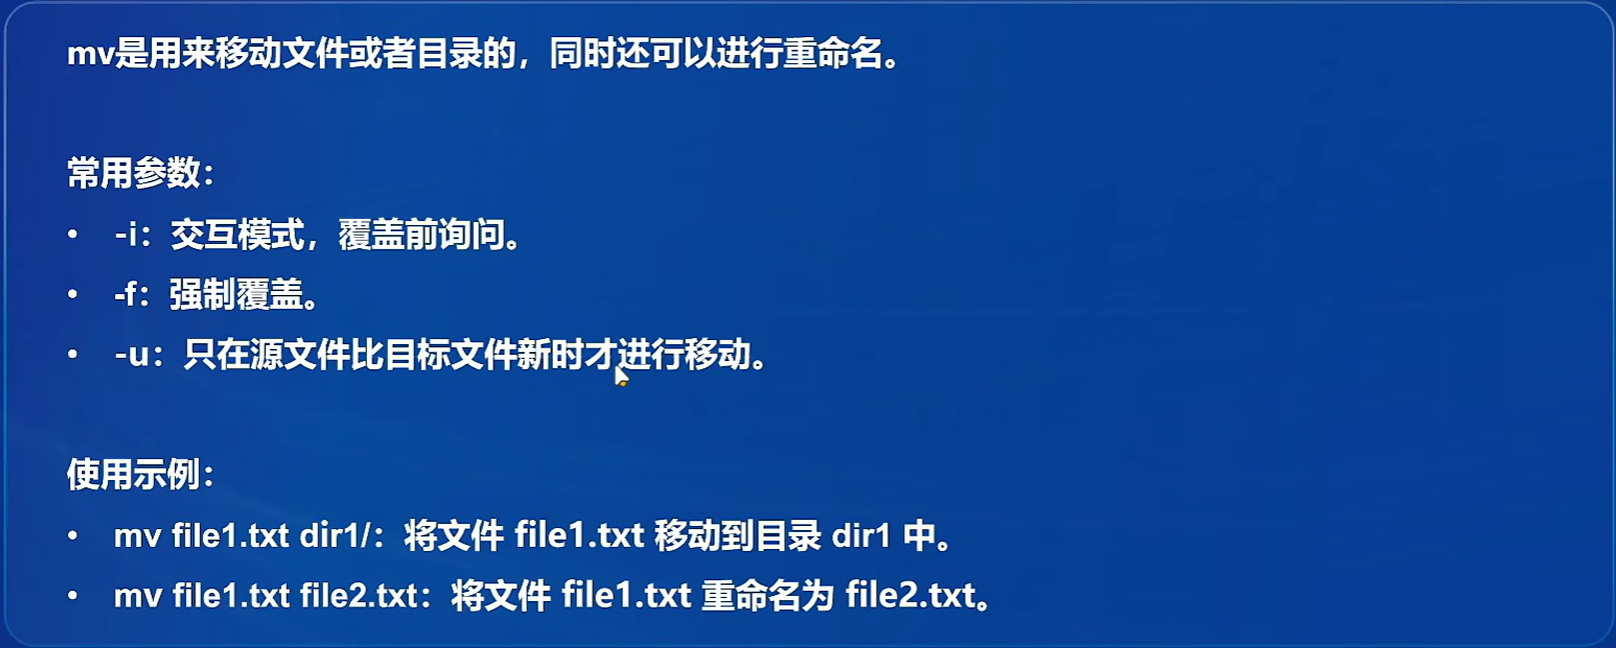 mv是用来移动文件或者目录的，同时还可以进行重命名。
常用参数：
• -i：交互模式，覆盖前询问。
• -f：强制覆盖。
• -u：只在源文件比目标文件新时才进行移动。
使用示例：
• mv file1.txt dir1/：将文件 file1.txt 移动到目录 dir1 中。
• mv file1.txt file2.txt：将文件 file1.txt 重命名为 file2.txt。